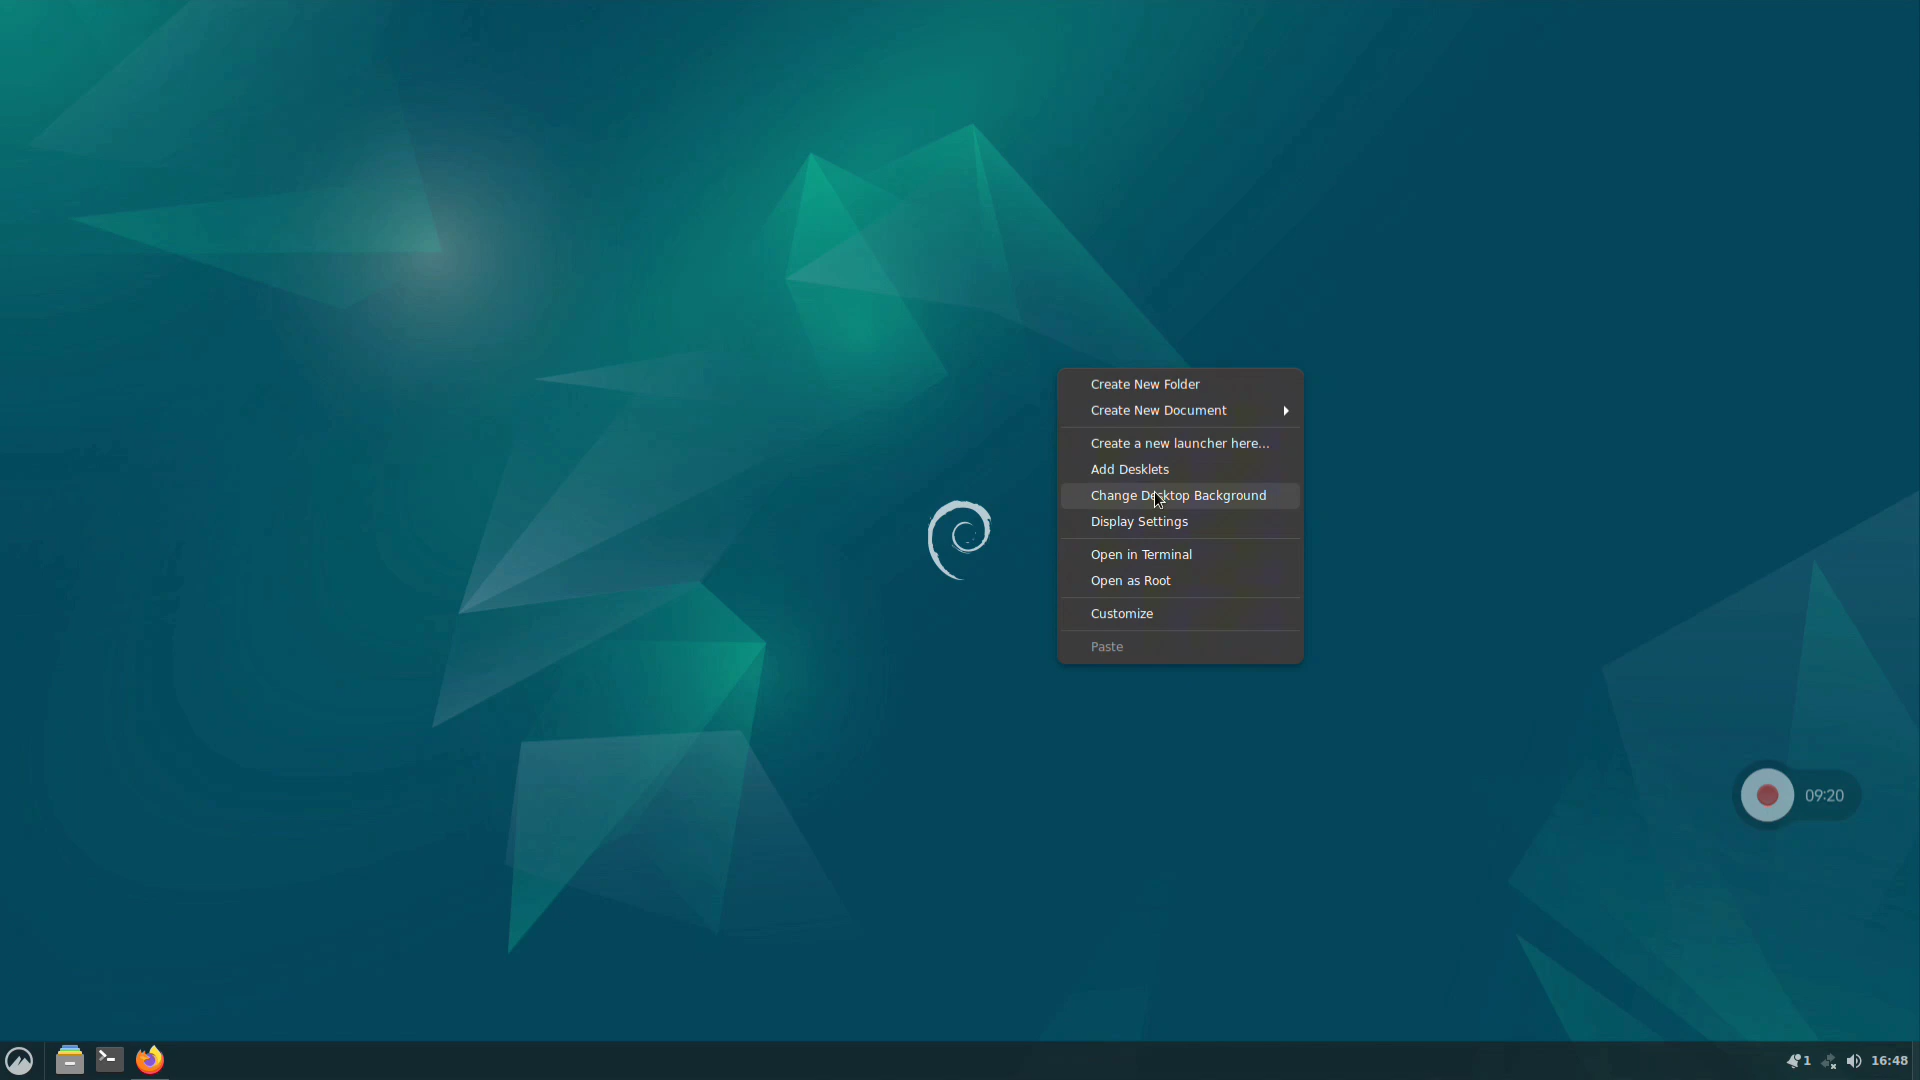 Create New Folder
Create New Document
Create a new launcher here...
Add Desklets
Change Desktop Background
Display Settings
Open in Terminal
Open as Root
Customize
Paste
09:20
1
16:48